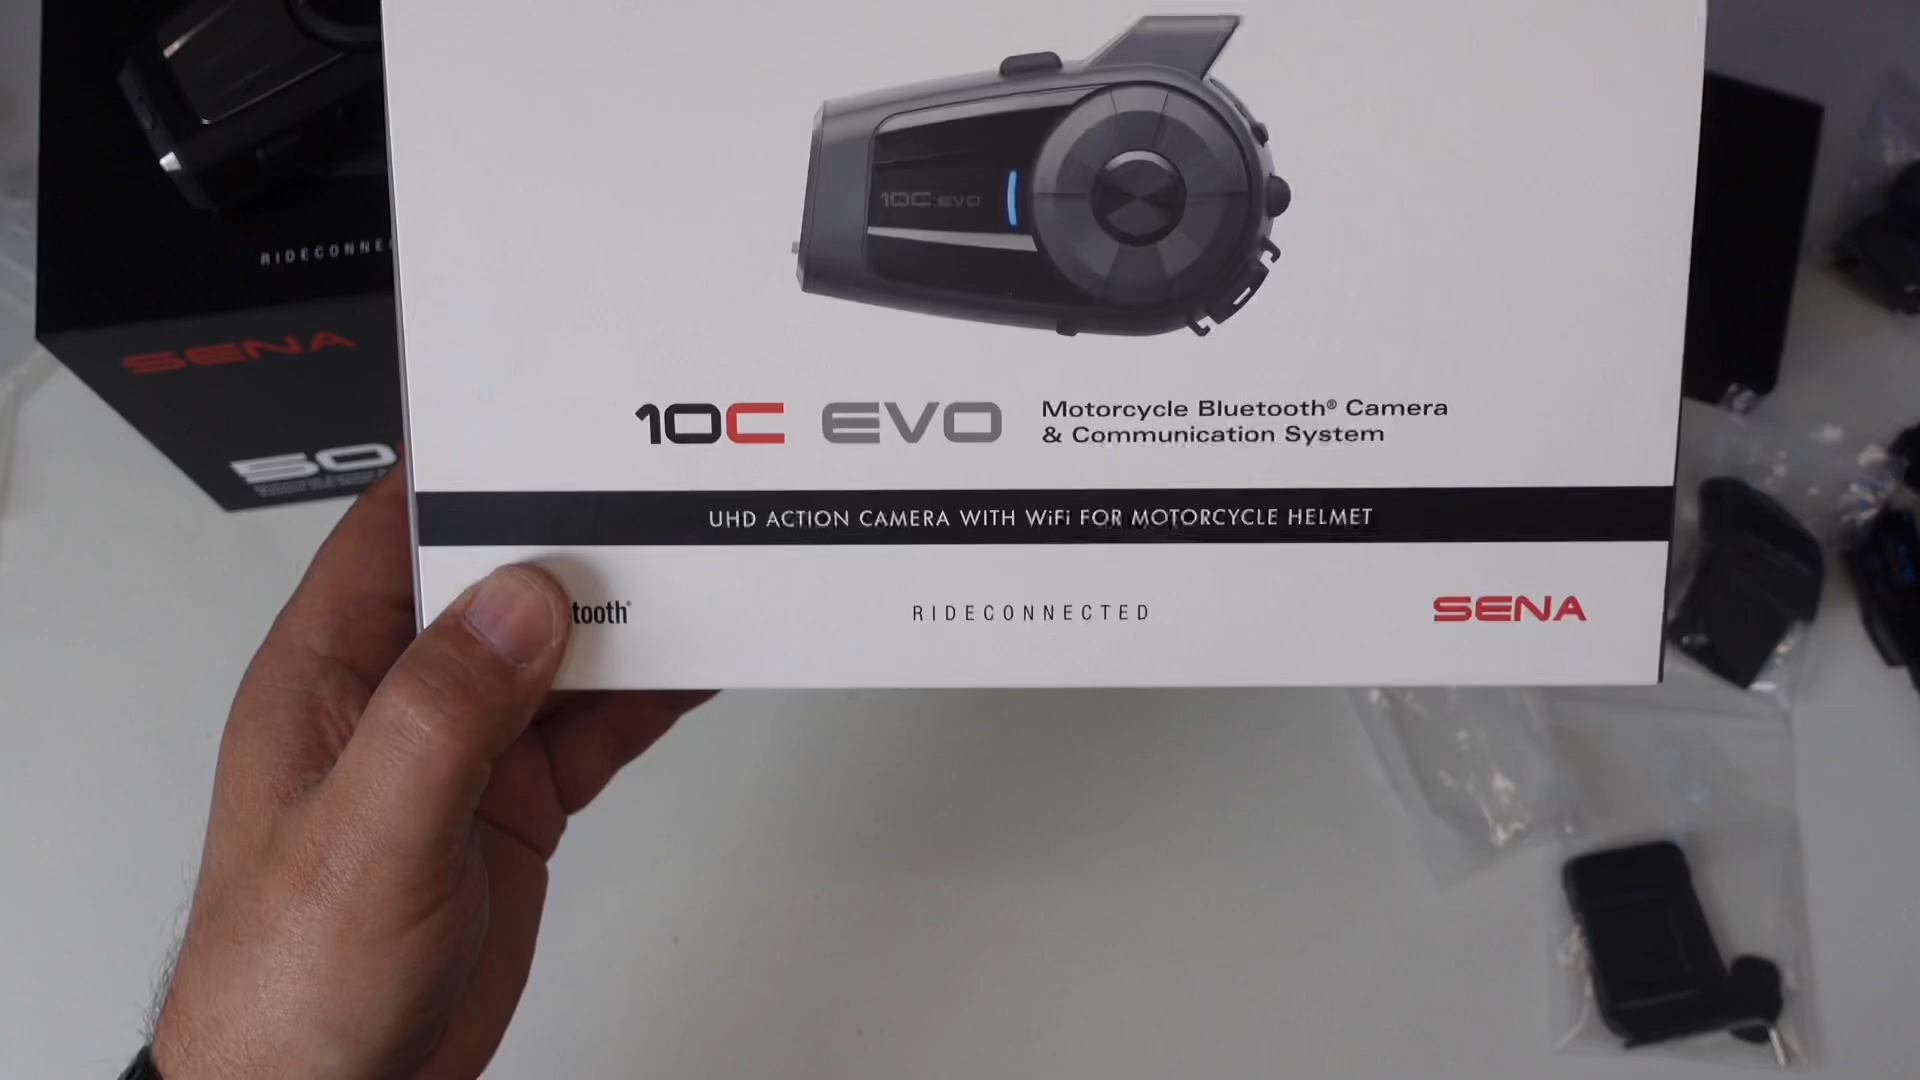 10C EVO
RIDECONNE
SENA
50
10C EVO
Motorcycle Bluetooth® Camera
& Communication System
UHD ACTION CAMERA WITH WiFi FOR MOTORCYCLE HELMET
tooth®
RIDECONNECTED
SENA